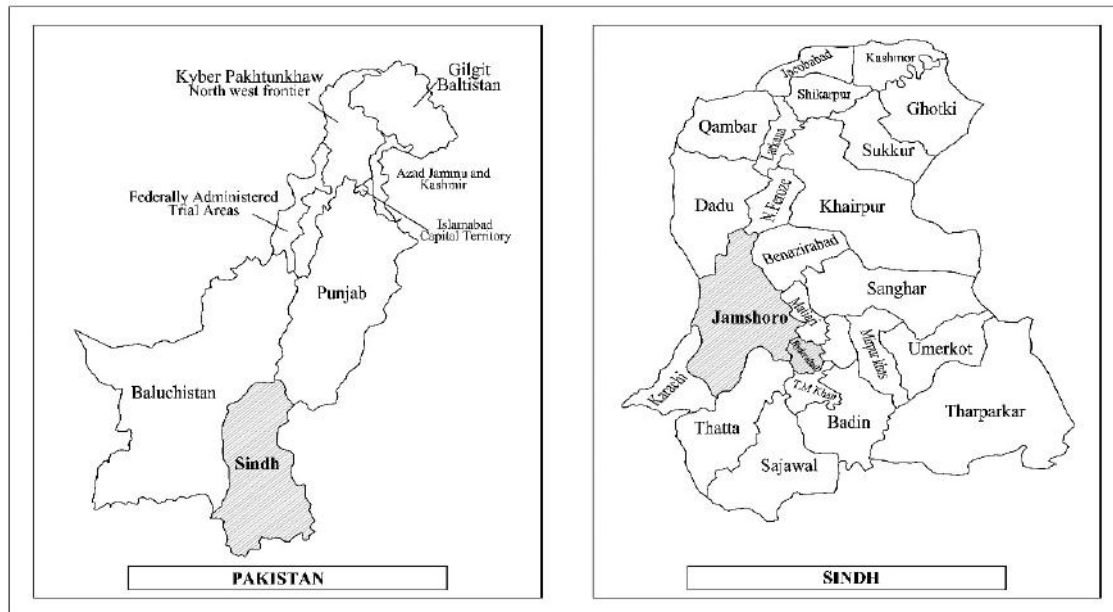 Kyber Pakhtunkhaw
North west frontier
Gilgit
Baltistan
Azad Jammu and
Kashmir
Federally Administered
Trial Areas
Islamabad
Capital Territory
Punjab
Baluchistan
Sindh
PAKISTAN
Jacobabad
Kashmor
Shikarpur
Ghotki
Qambar
Larkana
Sukkur
Dadu
N.Feroze
Khairpur
Benazirabad
Sanghar
Matiari
Jamshoro
Hyderabad
Mirpur khas
Umerkot
Karachi
T.M Khan
Tharparkar
Thatta
Badin
Sajawal
SINDH